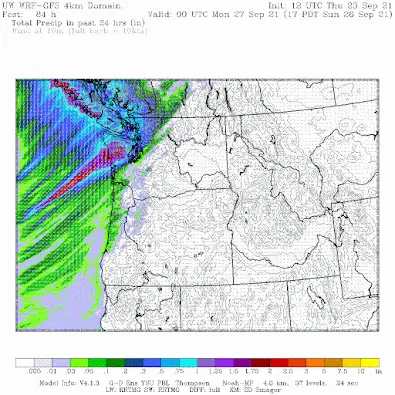 UW WRF-GFS 4km Domain Init: 12 UTC Thu 23 Sep 21
Fcst: 84 h Valid: 00 UTC Mon 27 Sep 21 (17 PDT Sun 26 Sep 21)
Total Precip in past 24 hrs (in)
Wind at 10m (full barb = 10kts)
.005 .01 .03 .05 .1 .2 .3 .5 .75 1 1.25 1.5 1.75 2 2.5 3 5 7.5 10 in
Model Info: V4.1.3 G-D Ens YSU PBL Thompson Noah-MP 4.0 km, 37 levels, 24 sec
LW: RRTMG SW: RRTMG DIFF: full KM: 2D Smagor